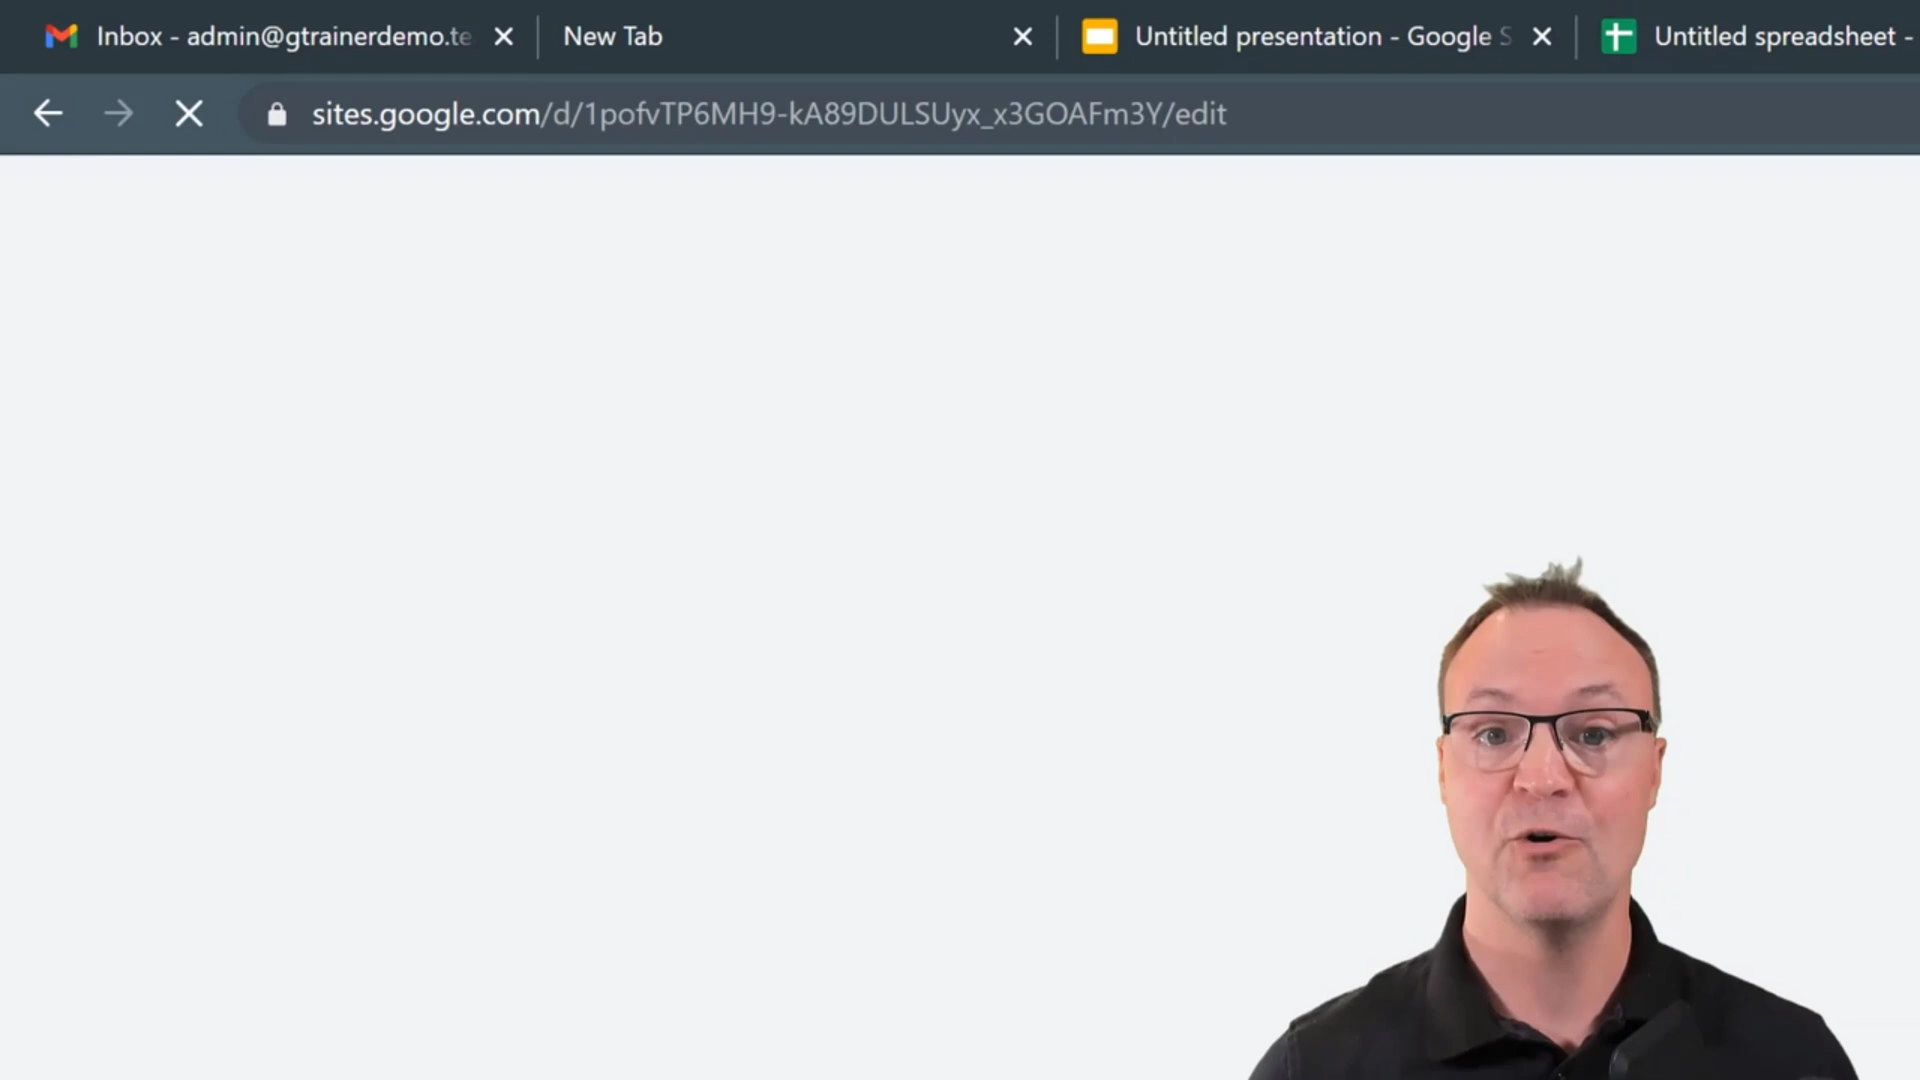 Inbox - admin@gtrainerdemo.te
New Tab
Untitled presentation - Google S
Untitled spreadsheet -
sites.google.com/d/1pofvTP6MH9-kA89DULSUyx_x3GOAFm3Y/edit